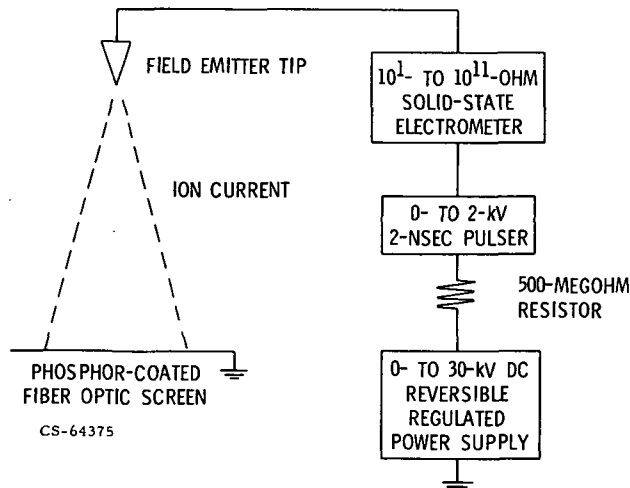 FIELD EMITTER TIP
ION CURRENT
PHOSPHOR-COATED
FIBER OPTIC SCREEN
CS-64375
10¹- TO 10¹¹-OHM
SOLID-STATE
ELECTROMETER
0- TO 2-kV
2-NSEC PULSER
500-MEGOHM
RESISTOR
0- TO 30-kV DC
REVERSIBLE
REGULATED
POWER SUPPLY